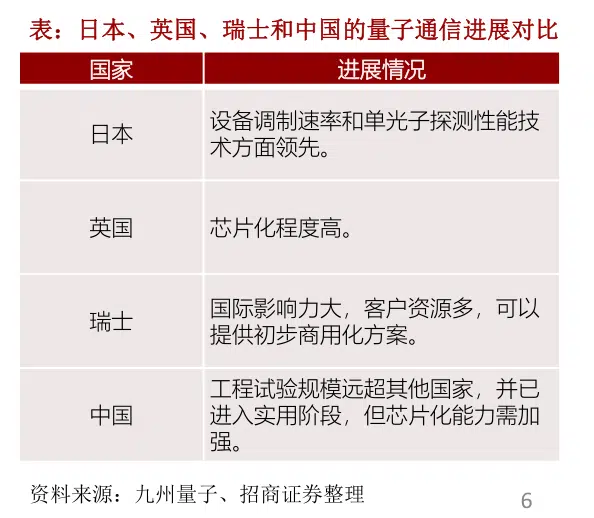 表：日本、英国、瑞士和中国的量子通信进展对比
国家 进展情况
日本 设备调制速率和单光子探测性能技
术方面领先。
英国 芯片化程度高。
瑞士 国际影响力大，客户资源多，可以
提供初步商用化方案。
中国 工程试验规模远超其他国家，并已
进入实用阶段，但芯片化能力需加
强。
资料来源：九州量子、招商证券整理
6